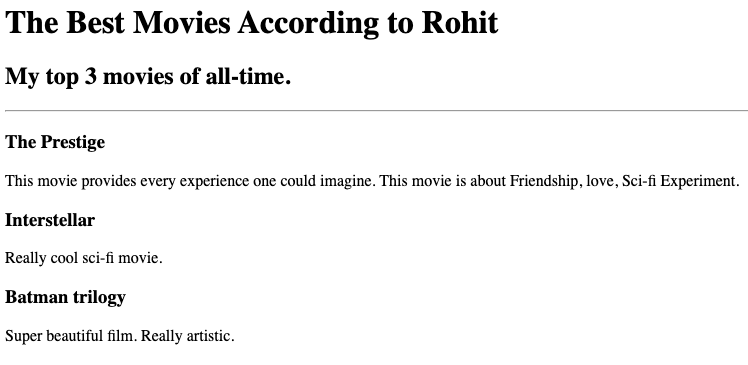 The Best Movies According to Rohit
My top 3 movies of all-time.
The Prestige
This movie provides every experience one could imagine. This movie is about Friendship, love, Sci-fi Experiment.
Interstellar
Really cool sci-fi movie.
Batman trilogy
Super beautiful film. Really artistic.